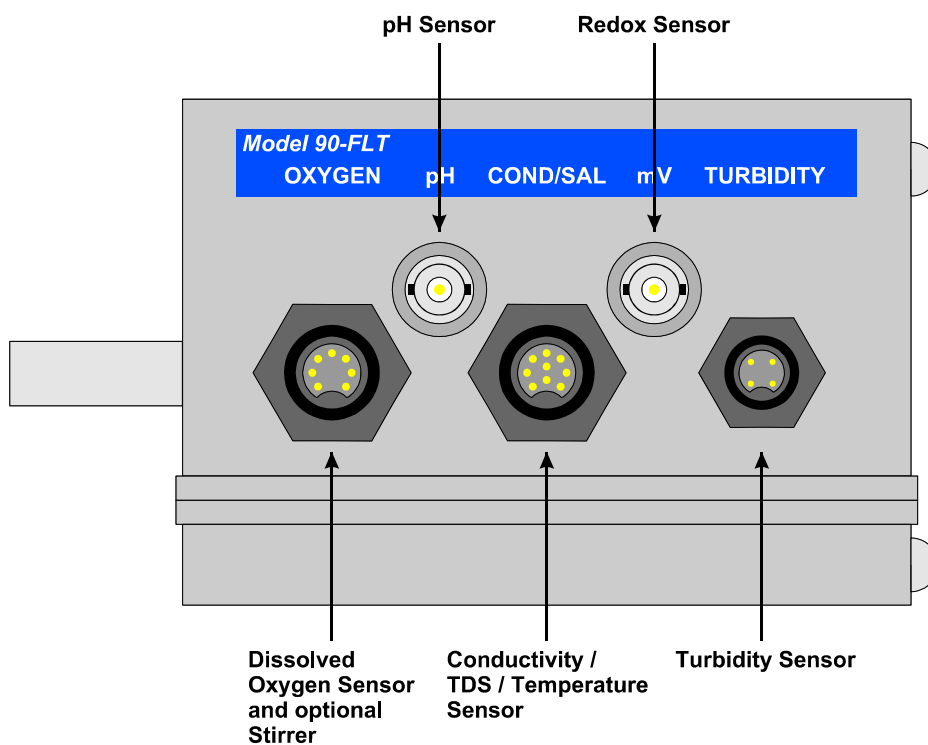 pH Sensor
Redox Sensor
Model 90-FLT
OXYGEN pH COND/SAL mV TURBIDITY
Dissolved
Oxygen Sensor
and optional
Stirrer
Conductivity /
TDS / Temperature
Sensor
Turbidity Sensor